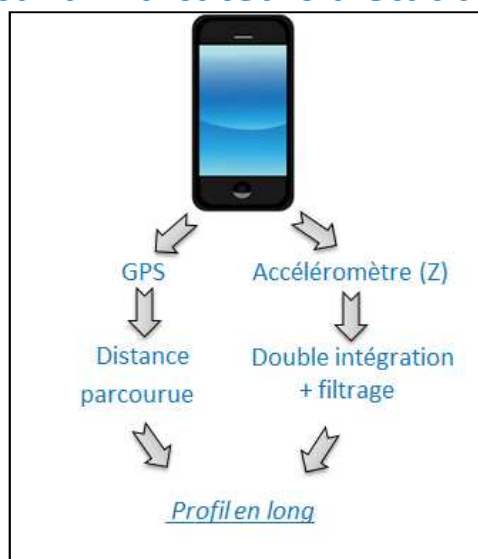 GPS
Accéléromètre (Z)
Distance
parcourue
Double intégration
+ filtrage
Profil en long